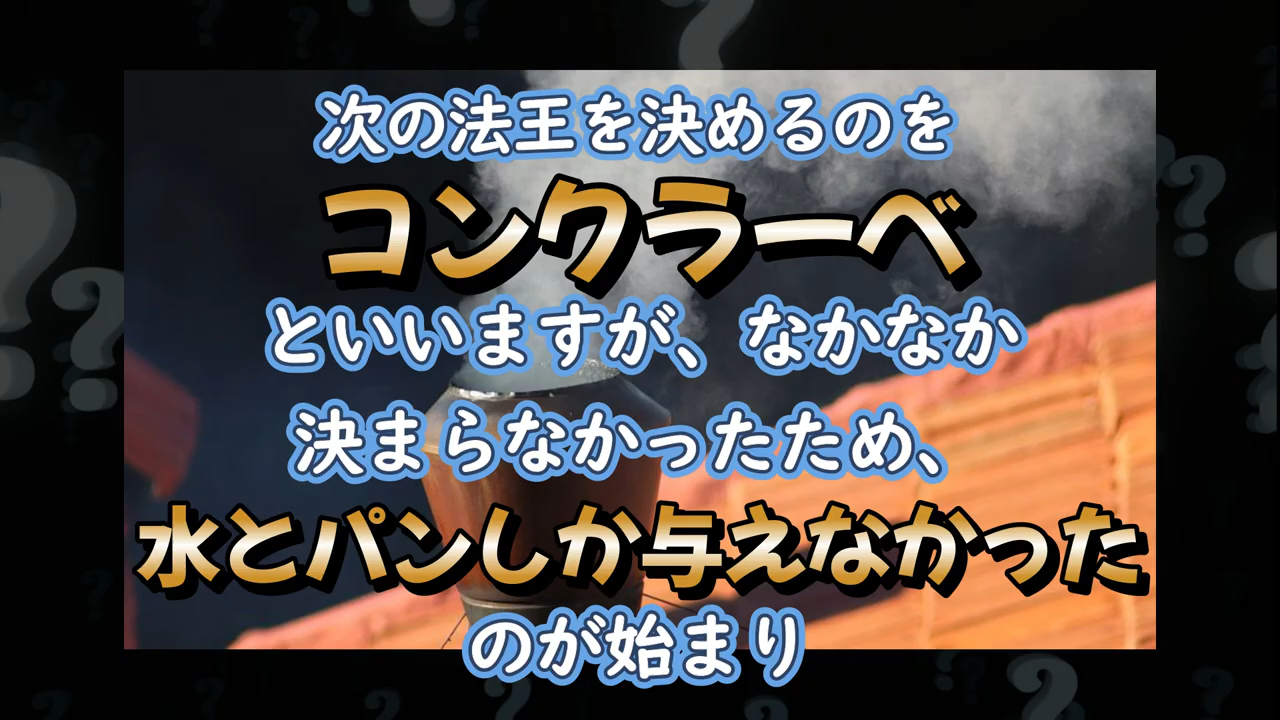 次の法王を決めるのを
コンクラーベ
といいますが、なかなか
決まらなかったため、
水とパンしか与えなかった
のが始まり